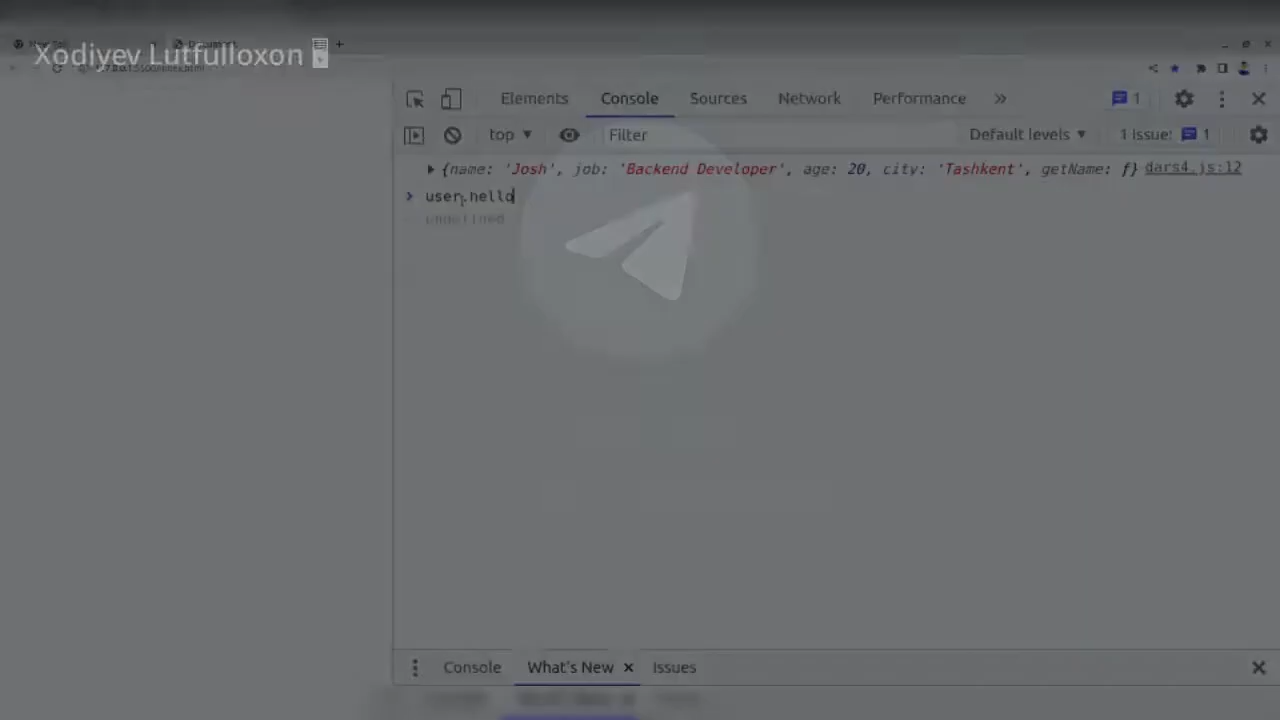 Xodiyev Lutfulloxon
Elements Console Sources Network Performance » 1
top ▼ Filter Default levels ▼ 1 Issue: 1
▶ {name: 'Josh', job: 'Backend Developer', age: 20, city: 'Tashkent', getName: ƒ} dars4.js:12
> user.hello
undefined
Console What's New × Issues